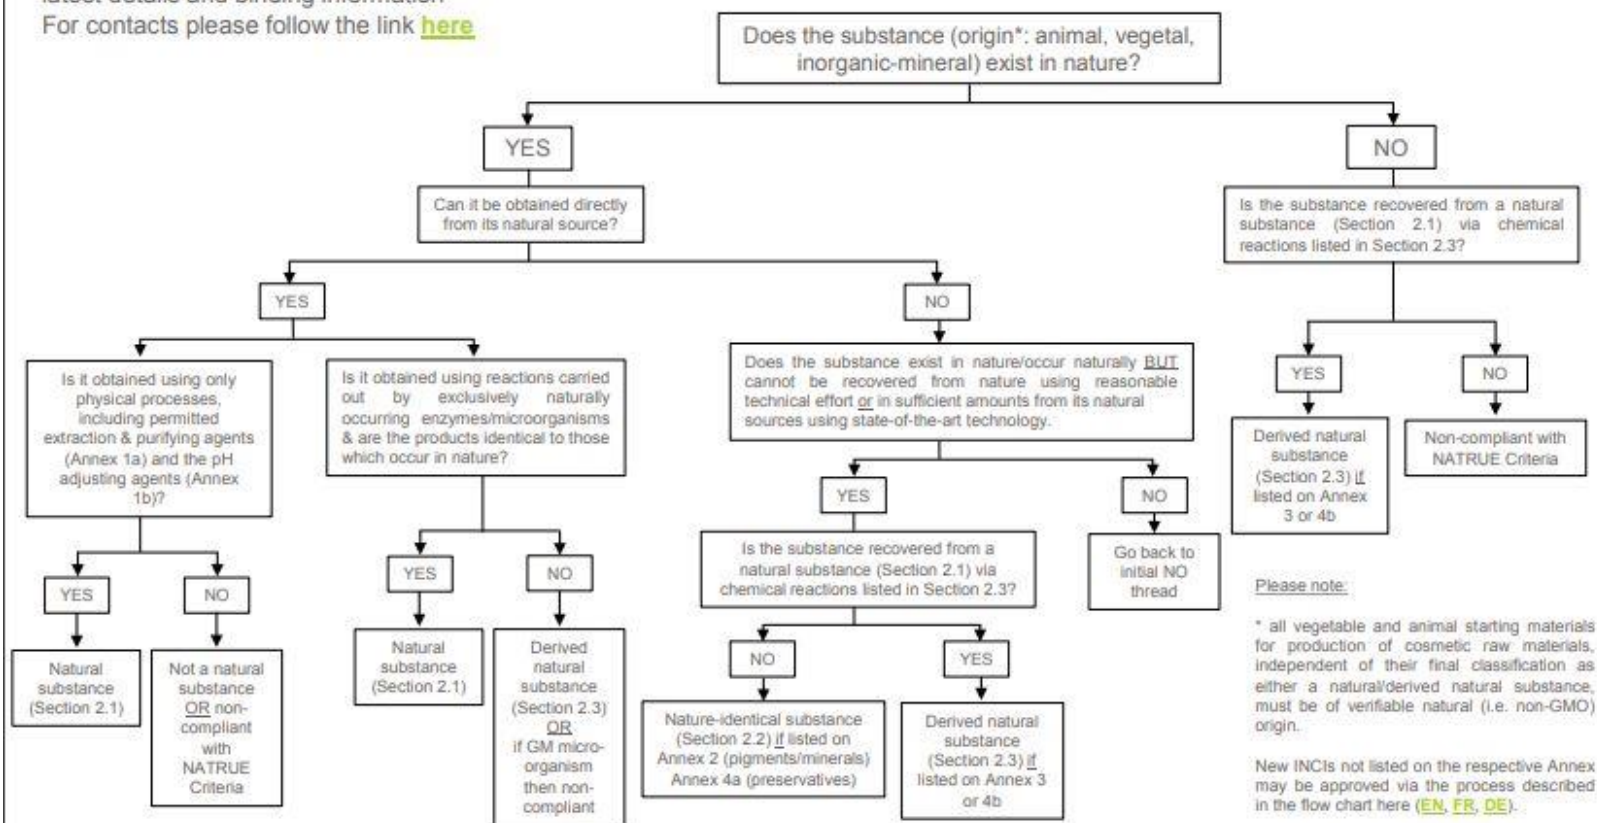 latest details and binding information
For contacts please follow the link here
Does the substance (origin*: animal, vegetal,
inorganic-mineral) exist in nature?
YES
NO
Can it be obtained directly
from its natural source?
Is the substance recovered from a natural
substance (Section 2.1) via chemical
reactions listed in Section 2.3?
YES
NO
Is it obtained using only
physical processes,
including permitted
extraction & purifying agents
(Annex 1a) and the pH
adjusting agents (Annex
1b)?
Is it obtained using reactions carried
out by exclusively naturally
occurring enzymes/microorganisms
& are the products identical to those
which occur in nature?
Does the substance exist in nature/occur naturally BUT
cannot be recovered from nature using reasonable
technical effort or in sufficient amounts from its natural
sources using state-of-the-art technology.
YES
NO
Derived natural
substance
(Section 2.3) if
listed on Annex
3 or 4b
Non-compliant with
NATRUE Criteria
YES
NO
YES
NO
YES
NO
Is the substance recovered from a
natural substance (Section 2.1) via
chemical reactions listed in Section 2.3?
Go back to
initial NO
thread
Natural
substance
(Section 2.1)
Not a natural
substance
OR non-
compliant
with
NATRUE
Criteria
Natural
substance
(Section 2.1)
Derived
natural
substance
(Section 2.3)
OR
if GM micro-
organism
then non-
compliant
NO
YES
Nature-identical substance
(Section 2.2) if listed on
Annex 2 (pigments/minerals)
Annex 4a (preservatives)
Derived natural
substance
(Section 2.3) if
listed on Annex 3
or 4b
Please note:
* all vegetable and animal starting materials
for production of cosmetic raw materials,
independent of their final classification as
either a natural/derived natural substance,
must be of verifiable natural (i.e. non-GMO)
origin.
New INCIs not listed on the respective Annex
may be approved via the process described
in the flow chart here (EN, FR, DE).